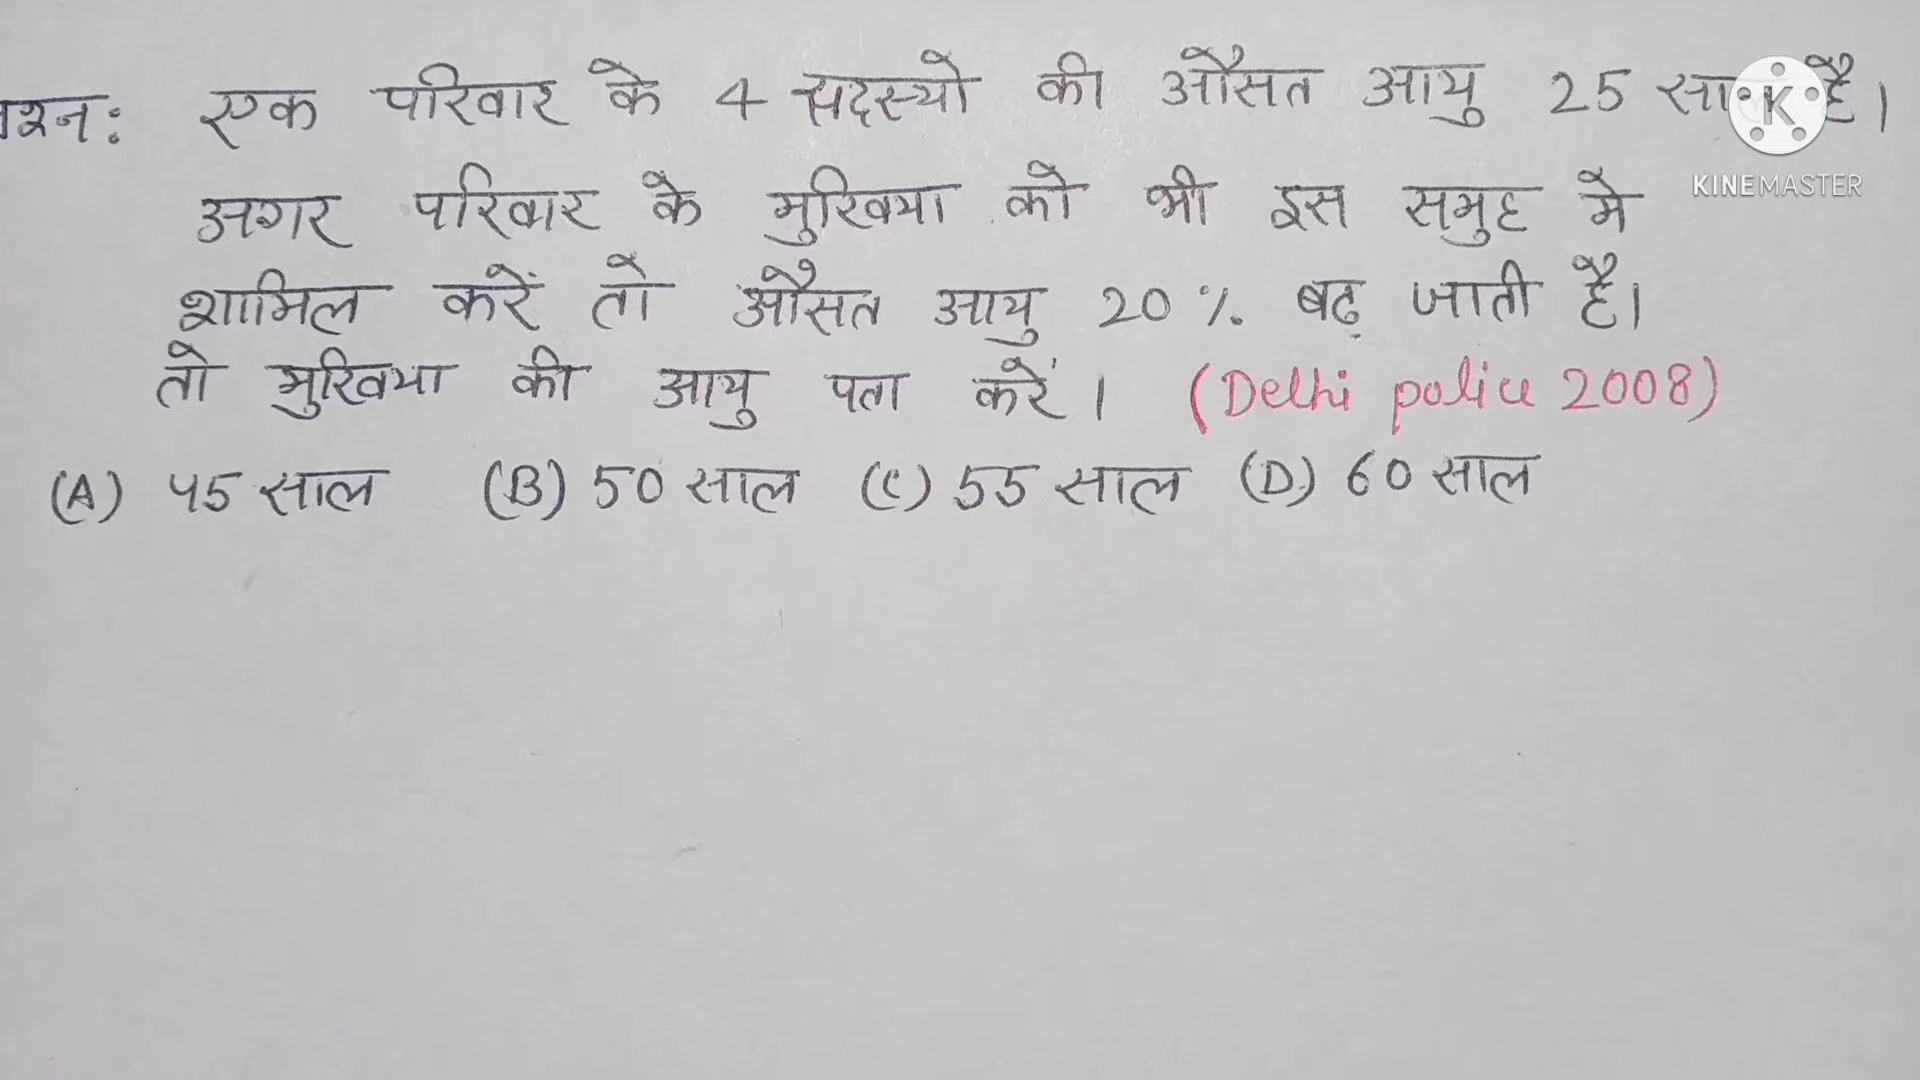 प्रश्न: एक परिवार के 4 सदस्यो की औसत आयु 25 है।
K
KINEMASTER
अगर परिवार के मुखिया को भी इस समुह मे
शामिल करें तो औसत आयु 20 % बढ़ जाती है।
तो मुखिया की आयु पता करें। (Delhi police 2008)
(A) 45 साल (B) 50 साल (C) 55 साल (D) 60 साल